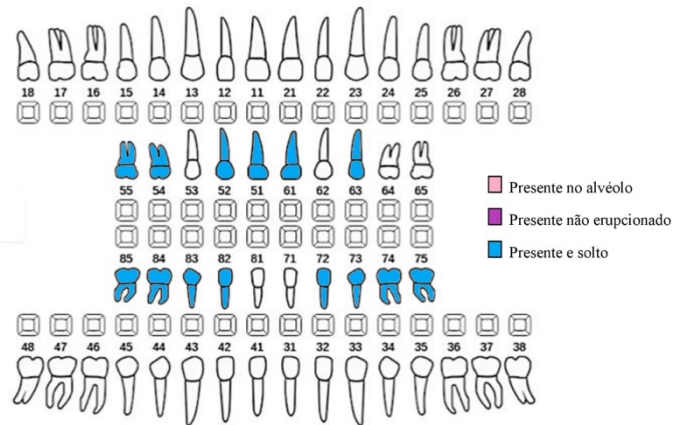 18 17 16 15 14 13 12 11 21 22 23 24 25 26 27 28
55 54 53 52 51 61 62 63 64 65
85 84 83 82 81 71 72 73 74 75
48 47 46 45 44 43 42 41 31 32 33 34 35 36 37 38
Presente no alvéolo
Presente não erupcionado
Presente e solto